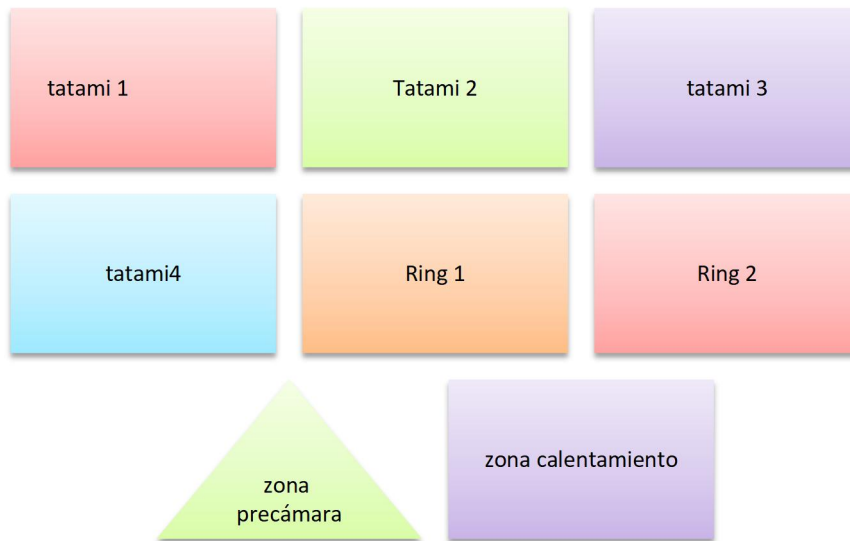 tatami 1
Tatami 2
tatami 3
tatami4
Ring 1
Ring 2
zona
precámara
zona calentamiento